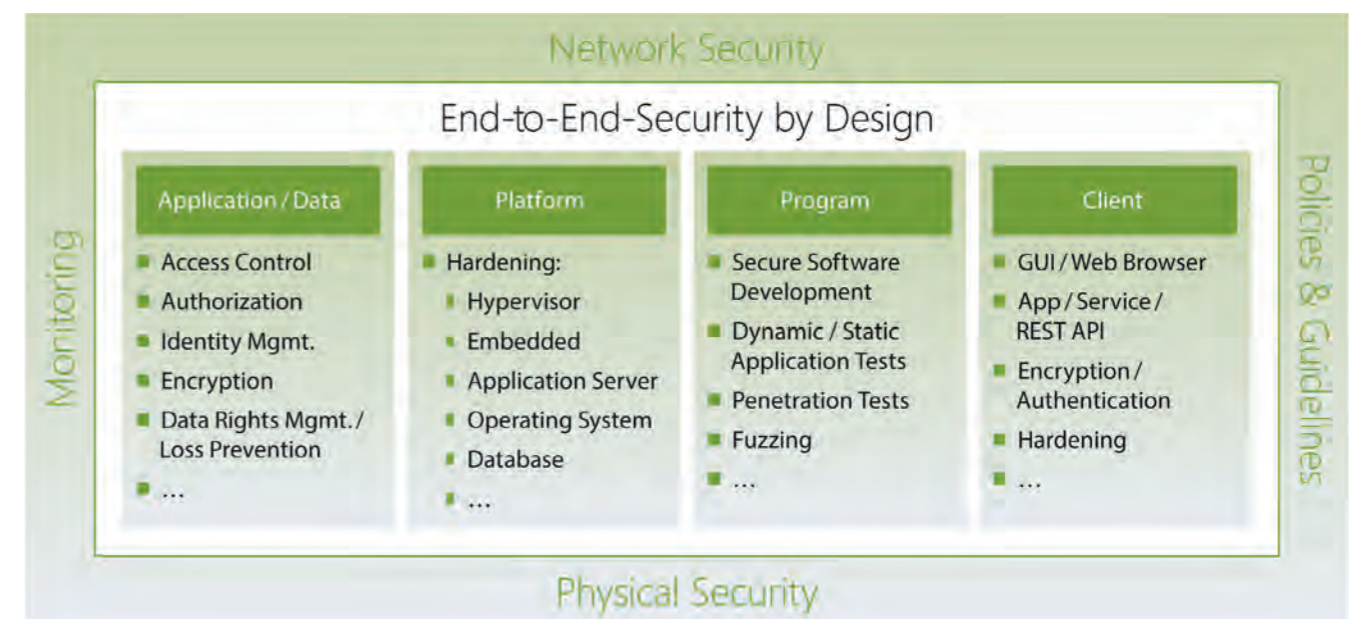 Network Security
End-to-End-Security by Design
Monitoring
Policies & Guidelines
Application / Data
■ Access Control
■ Authorization
■ Identity Mgmt.
■ Encryption
■ Data Rights Mgmt. /
Loss Prevention
■ …
Platform
■ Hardening:
■ Hypervisor
■ Embedded
■ Application Server
■ Operating System
■ Database
■ …
Program
■ Secure Software
Development
■ Dynamic / Static
Application Tests
■ Penetration Tests
■ Fuzzing
■ …
Client
■ GUI / Web Browser
■ App / Service /
REST API
■ Encryption /
Authentication
■ Hardening
■ …
Physical Security